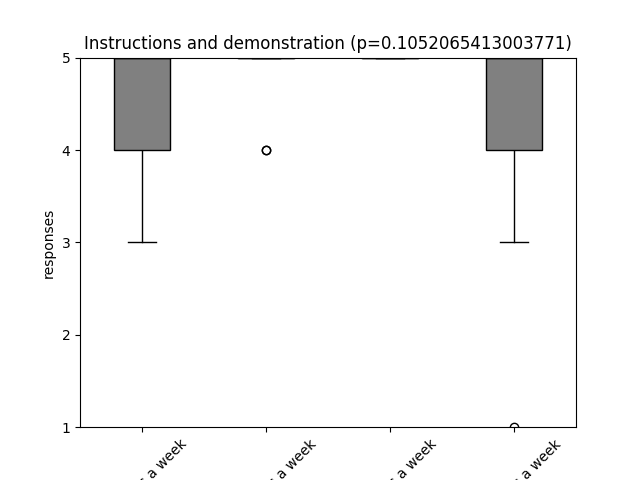 Instructions and demonstration (p=0.1052065413003771)
5
4
3
2
1
responses
a week
a week
a week
a week